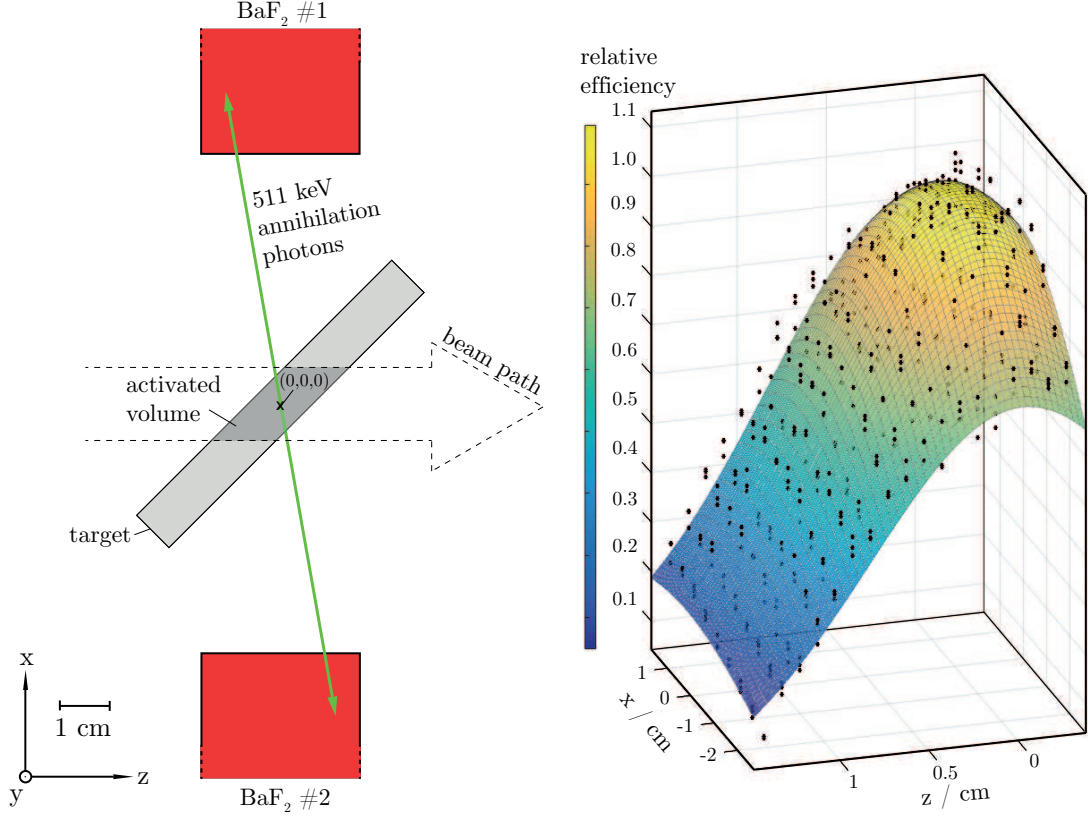 BaF₂ #1
511 keV
annihilation
photons
(0,0,0)
activated
volume
beam path
target
x
1 cm
z
y
BaF₂ #2
relative
efficiency
1.1
1.0
0.9
0.8
0.7
0.6
0.5
0.4
0.3
0.2
0.1
1
0
-1
-2
x / cm
1
0.5
0
z / cm